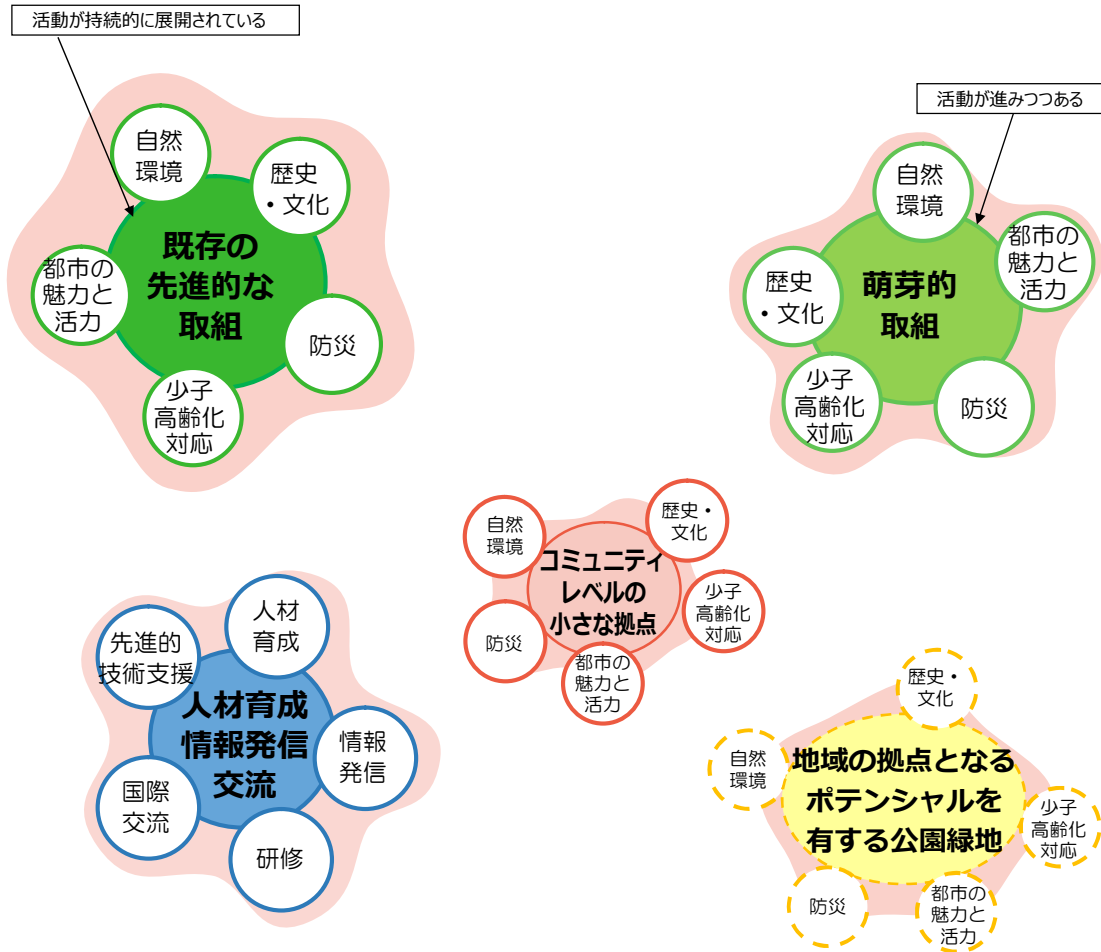 活動が持続的に展開されている
自然
環境
歴史
・文化
既存の
先進的な
取組
都市の
魅力と
活力
防災
少子
高齢化
対応
活動が進みつつある
自然
環境
都市の
魅力と
活力
萌芽的
取組
歴史
・文化
少子
高齢化
対応
防災
自然
環境
歴史・
文化
コミュニティ
レベルの
小さな拠点
少子
高齢化
対応
防災
都市の
魅力と
活力
先進的
技術支援
人材
育成
人材育成
情報発信
交流
情報
発信
国際
交流
研修
歴史・
文化
自然
環境
地域の拠点となる
ポテンシャルを
有する公園緑地
少子
高齢化
対応
防災
都市の
魅力と
活力